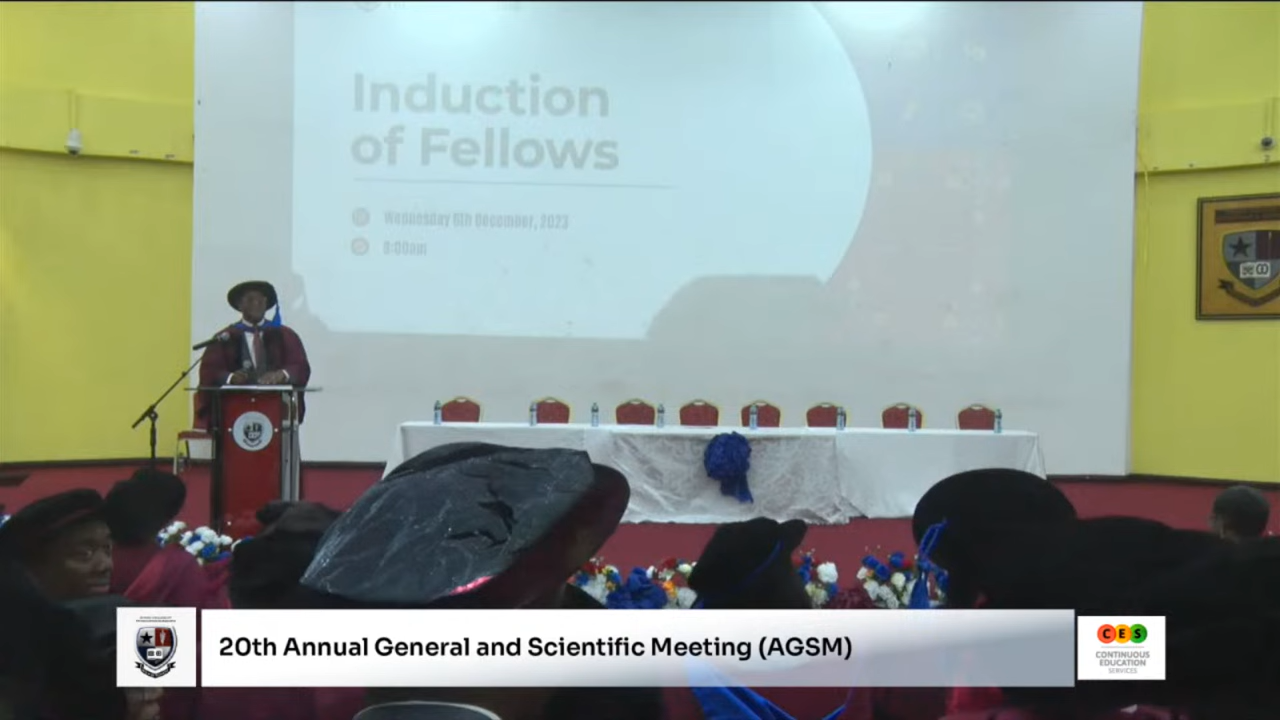 Induction
of Fellows
Wednesday 6th December, 2023
8:00am
20th Annual General and Scientific Meeting (AGSM)
CES
CONTINUOUS
EDUCATION
SERVICES